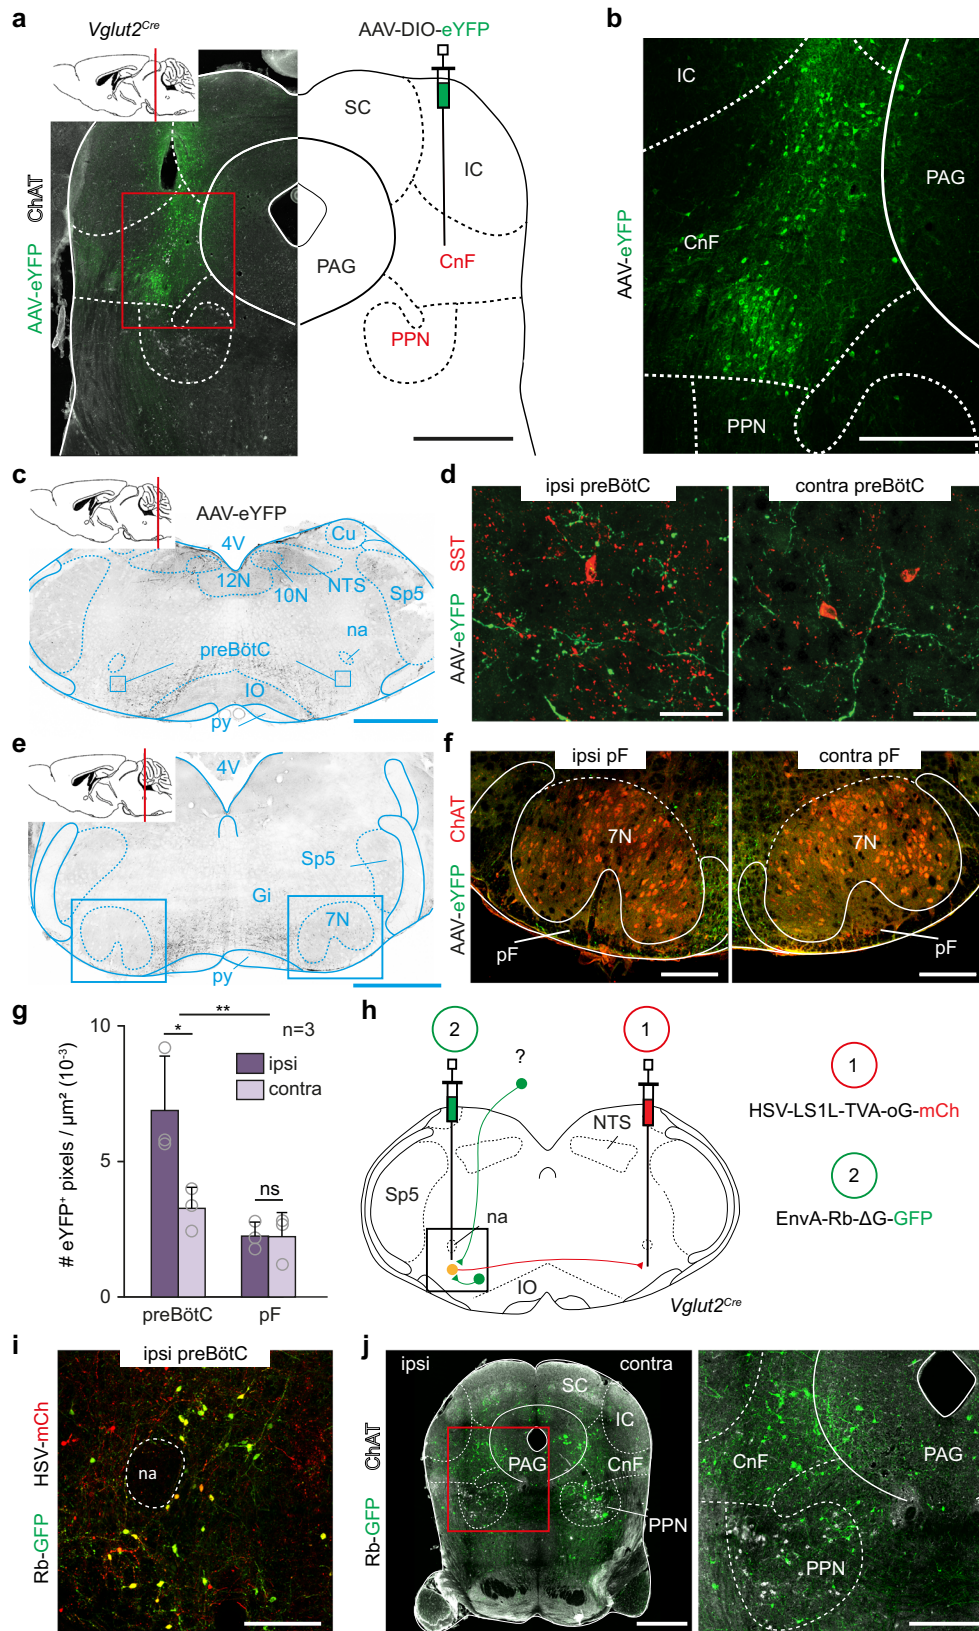 a
Vglut2Cre
AAV-DIO-eYFP
SC
IC
PAG
CnF
PPN
AAV-eYFP ChAT
b
IC
PAG
CnF
PPN
AAV-eYFP
c
AAV-eYFP
4V
Cu
12N
10N
NTS
Sp5
na
preBötC
IO
py
d
ipsi preBötC
contra preBötC
AAV-eYFP SST
e
4V
Sp5
Gi
7N
py
f
ipsi pF
contra pF
7N
7N
pF
pF
AAV-eYFP ChAT
g
# eYFP⁺ pixels / µm² (10⁻³)
10
5
0
**
*
n=3
ipsi
contra
ns
preBötC
pF
h
2
1
?
NTS
Sp5
na
IO
Vglut2Cre
1
HSV-LS1L-TVA-oG-mCh
2
EnvA-Rb-ΔG-GFP
i
ipsi preBötC
na
Rb-GFP HSV-mCh
j
ipsi
contra
SC
IC
PAG
CnF
PPN
Rb-GFP ChAT
CnF
PAG
PPN